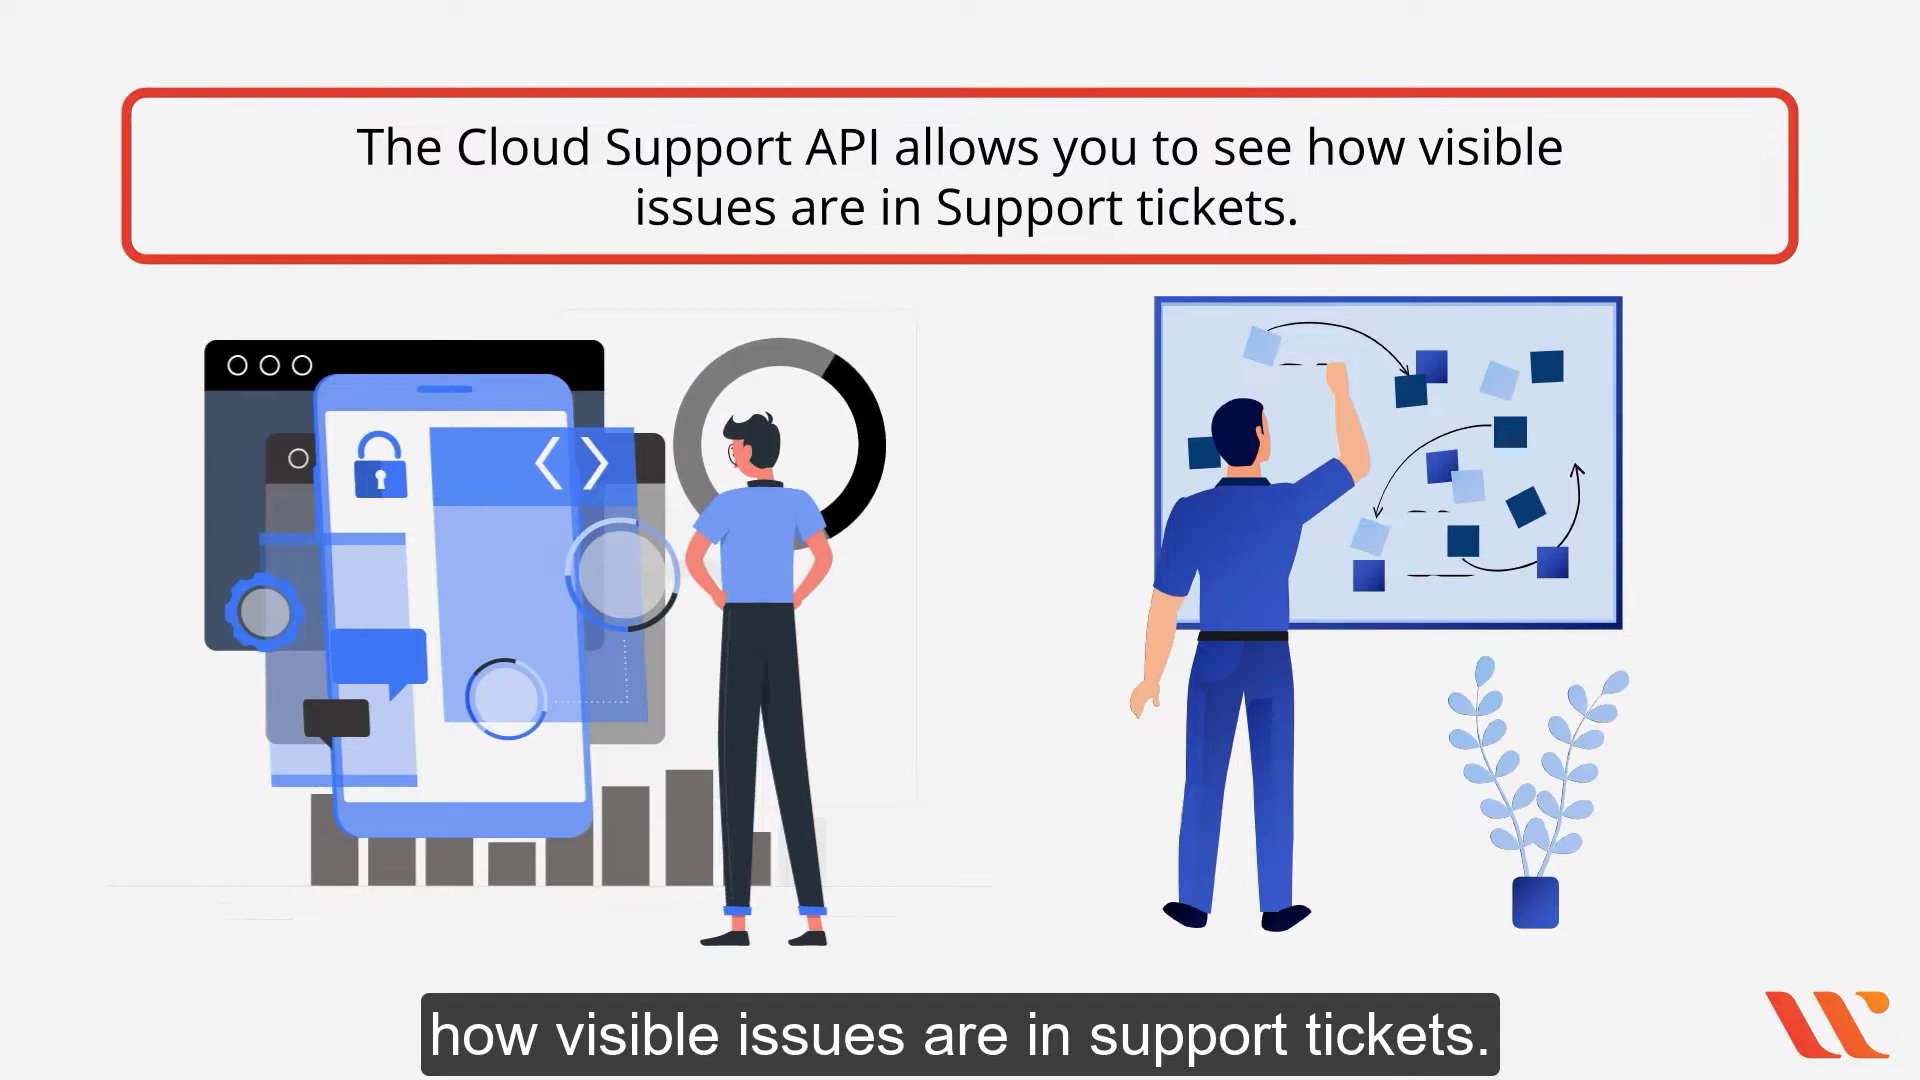 The Cloud Support API allows you to see how visible
issues are in Support tickets.
how visible issues are in support tickets.